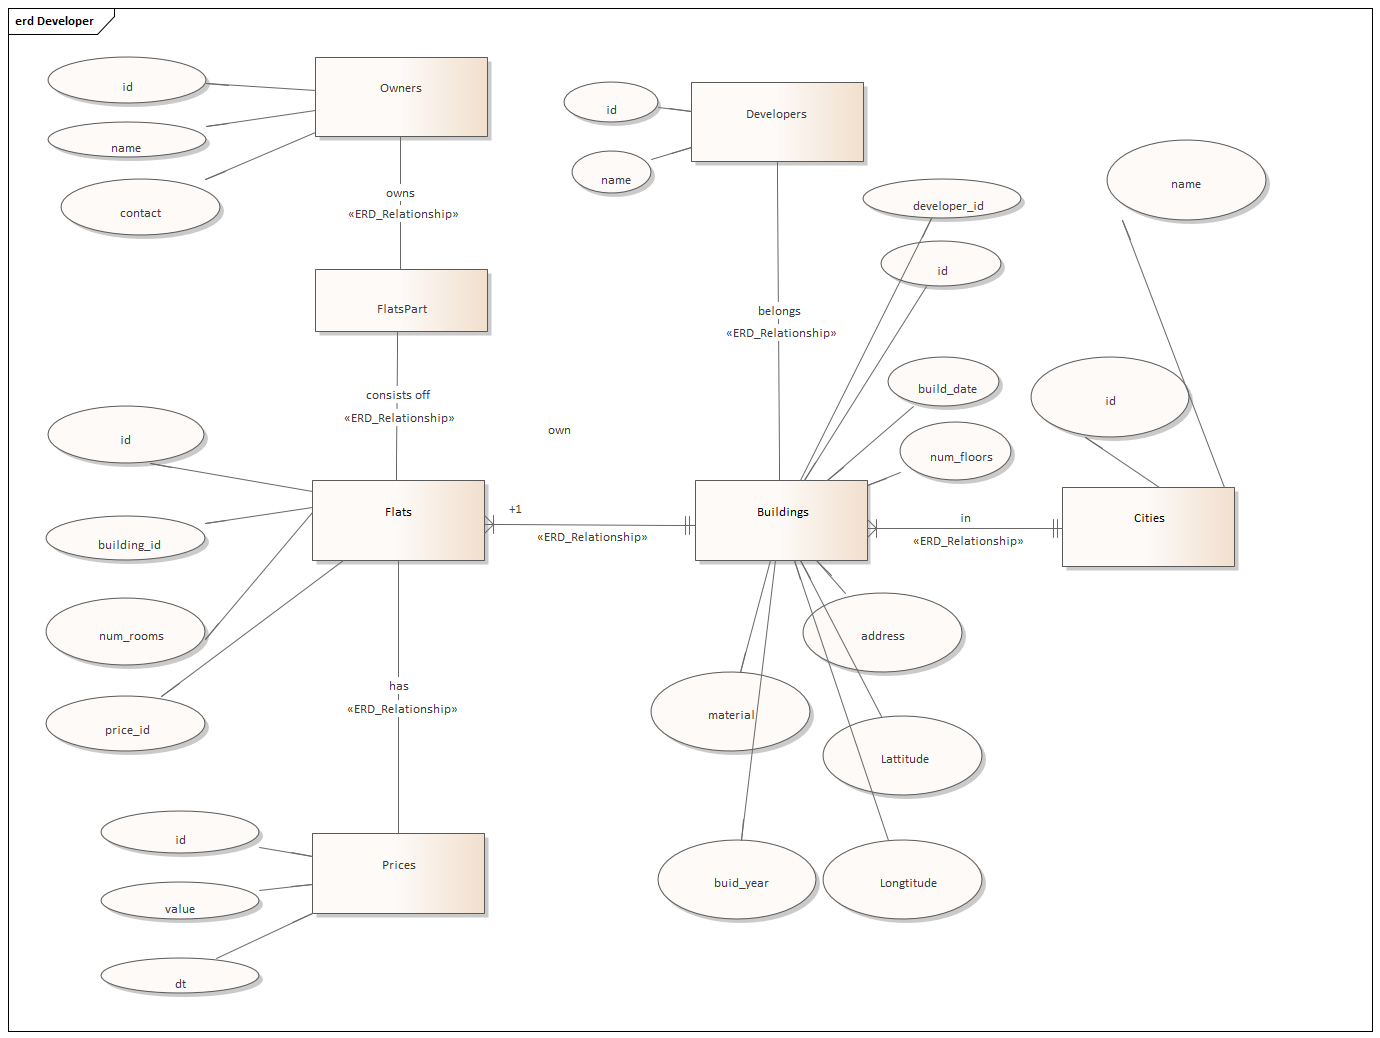 erd Developer
id
name
contact
Owners
owns
«ERD_Relationship»
FlatsPart
consists off
«ERD_Relationship»
id
building_id
num_rooms
price_id
Flats
has
«ERD_Relationship»
id
value
dt
Prices
own
+1
«ERD_Relationship»
id
name
Developers
belongs
«ERD_Relationship»
developer_id
id
build_date
num_floors
Buildings
in
«ERD_Relationship»
name
id
Cities
address
material
Lattitude
buid_year
Longtitude